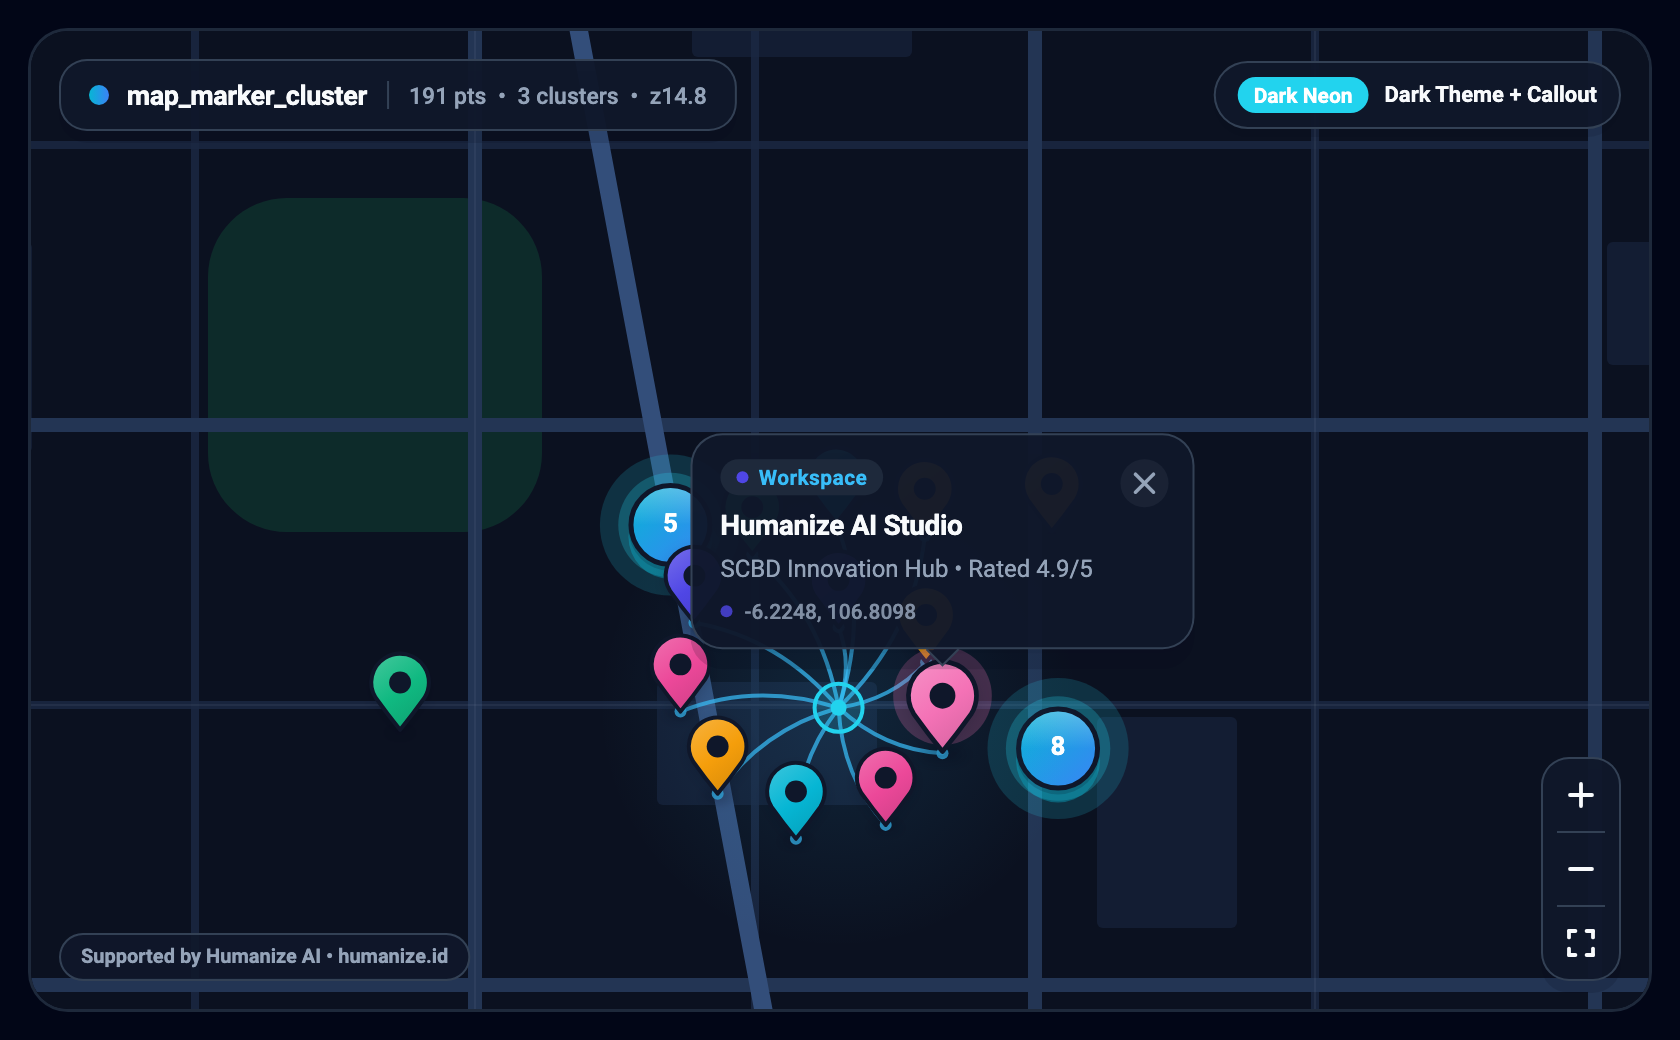 map_marker_cluster
191 pts • 3 clusters • z14.8
Dark Neon
Dark Theme + Callout
Workspace
Humanize AI Studio
SCBD Innovation Hub • Rated 4.9/5
-6.2248, 106.8098
5
8
Supported by Humanize AI • humanize.id